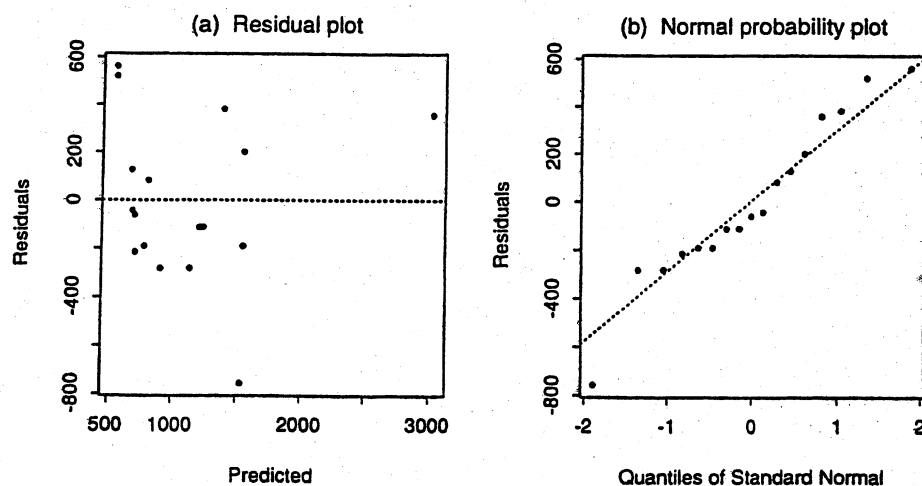 (a) Residual plot
600
200
0
-400
-800
Residuals
500 1000 2000 3000
Predicted
(b) Normal probability plot
600
200
0
-400
-800
Residuals
-2 -1 0 1 2
Quantiles of Standard Normal